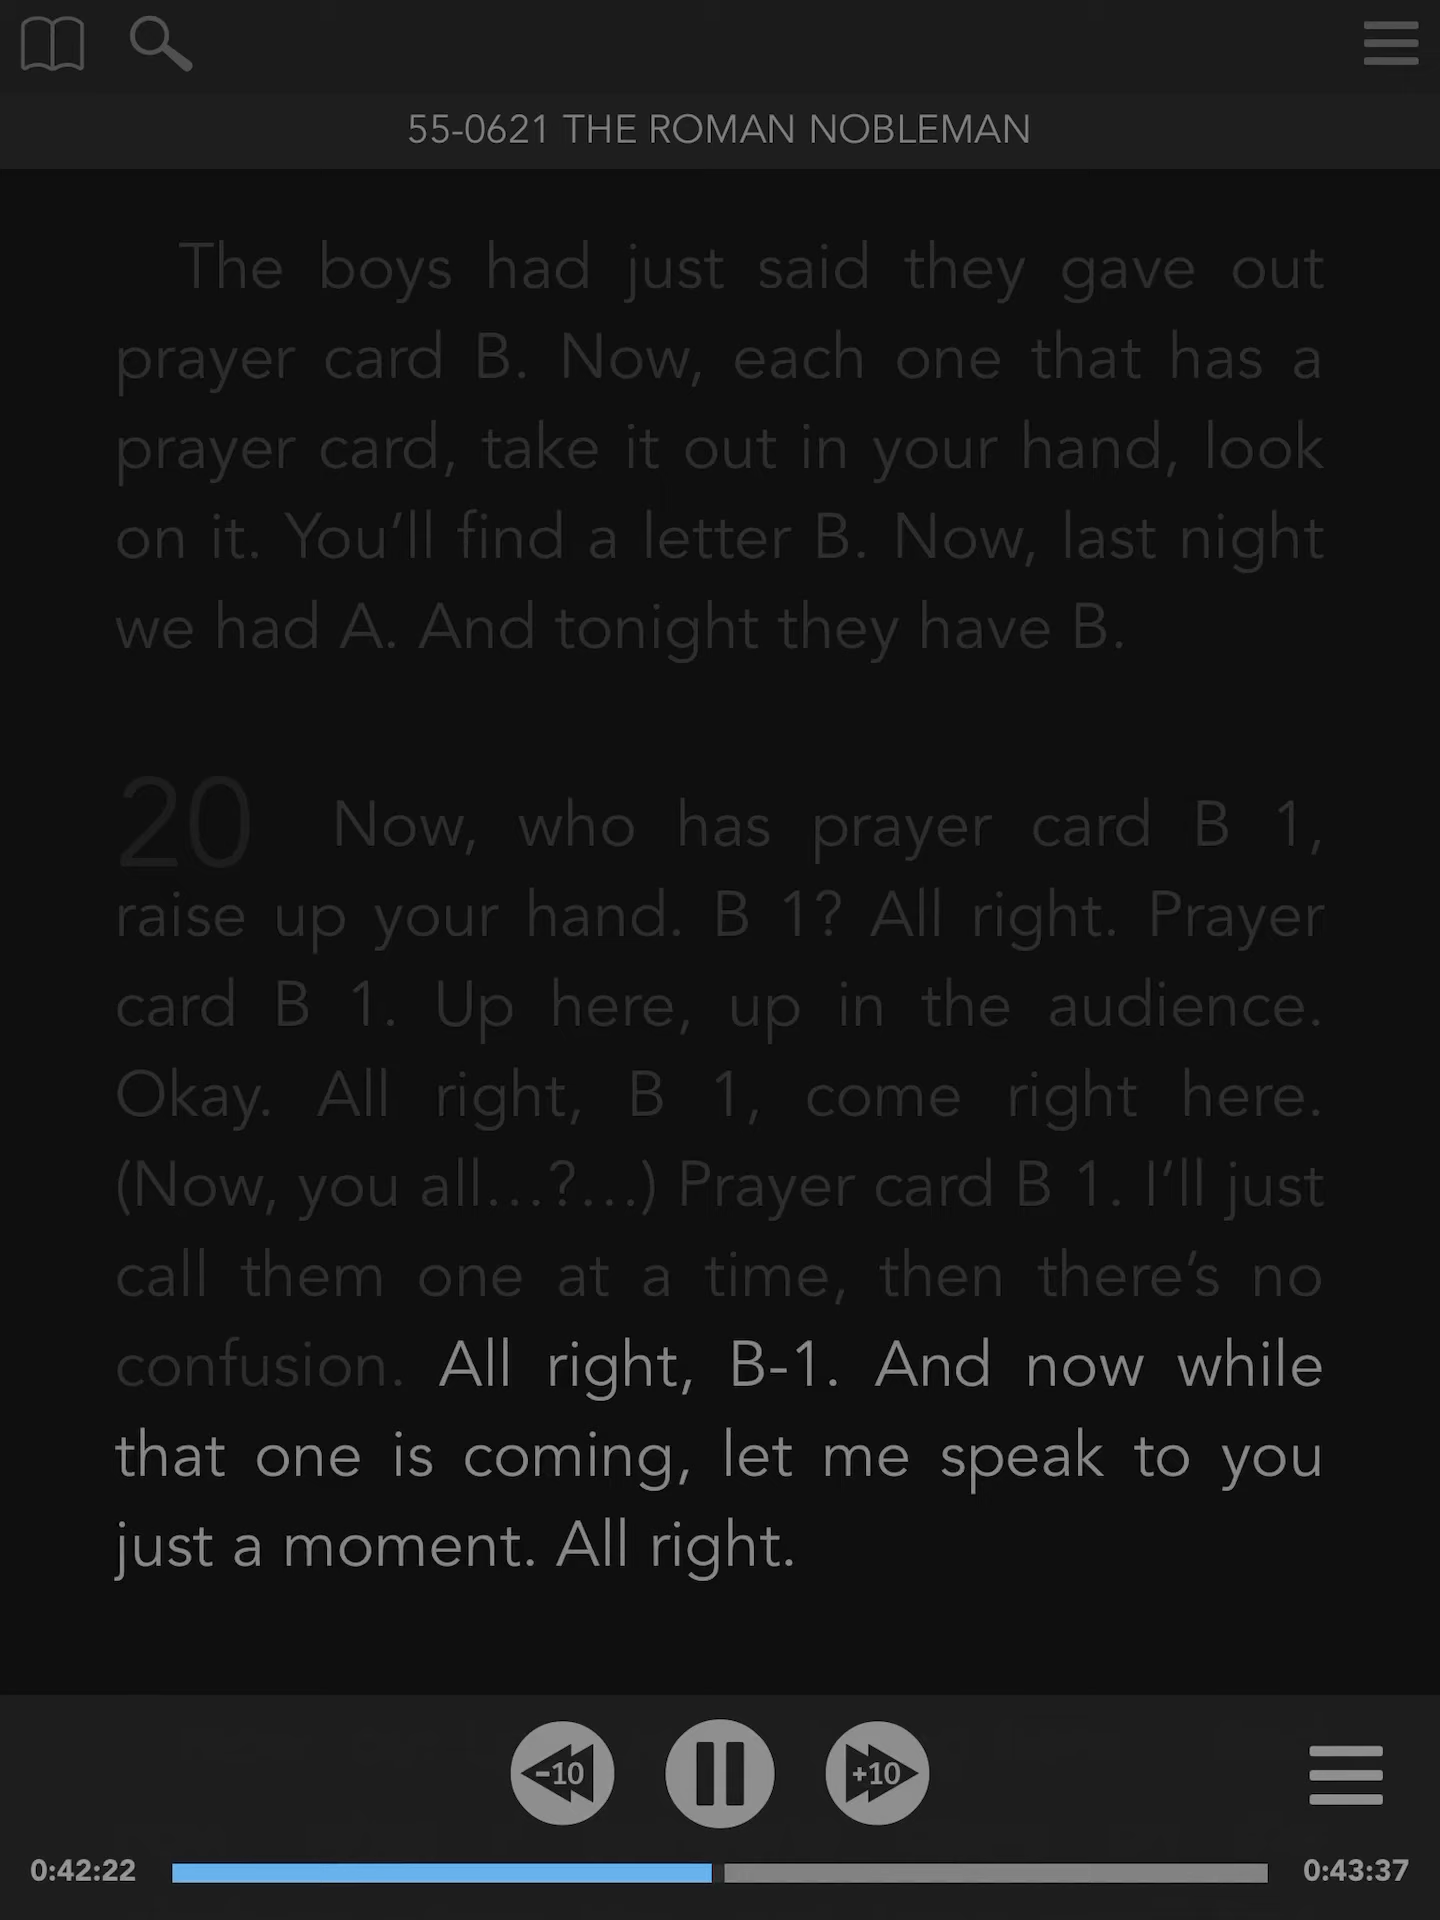 55-0621 THE ROMAN NOBLEMAN
The boys had just said they gave out
prayer card B. Now, each one that has a
prayer card, take it out in your hand, look
on it. You’ll find a letter B. Now, last night
we had A. And tonight they have B.
20 Now, who has prayer card B 1,
raise up your hand. B 1? All right. Prayer
card B 1. Up here, up in the audience.
Okay. All right, B 1, come right here.
(Now, you all…?…) Prayer card B 1. I’ll just
call them one at a time, then there’s no
confusion. All right, B-1. And now while
that one is coming, let me speak to you
just a moment. All right.
-10 +10
0:42:22 0:43:37